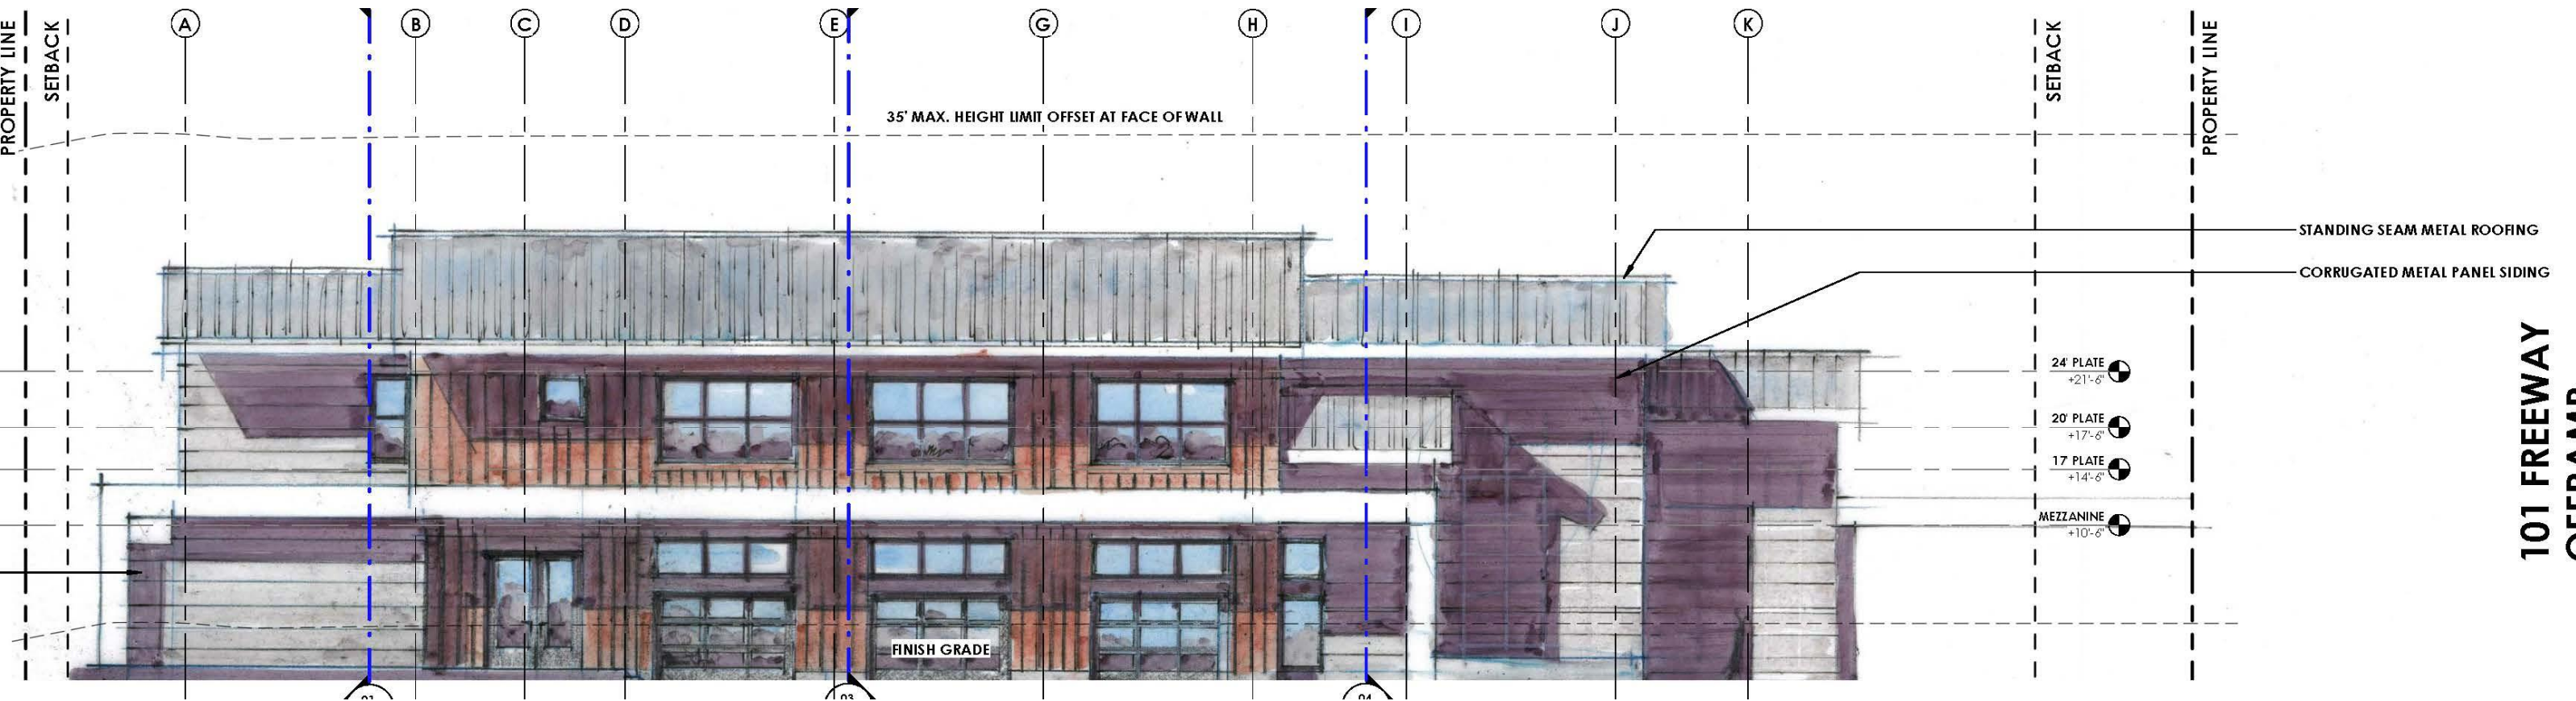 PROPERTY LINE
SETBACK
A
B
C
D
E
G
H
I
J
K
SETBACK
PROPERTY LINE
35' MAX. HEIGHT LIMIT OFFSET AT FACE OF WALL
STANDING SEAM METAL ROOFING
CORRUGATED METAL PANEL SIDING
24' PLATE
+21'-6"
20' PLATE
+17'-6"
17' PLATE
+14'-6"
MEZZANINE
+10'-6"
101 FREEWAY
FINISH GRADE